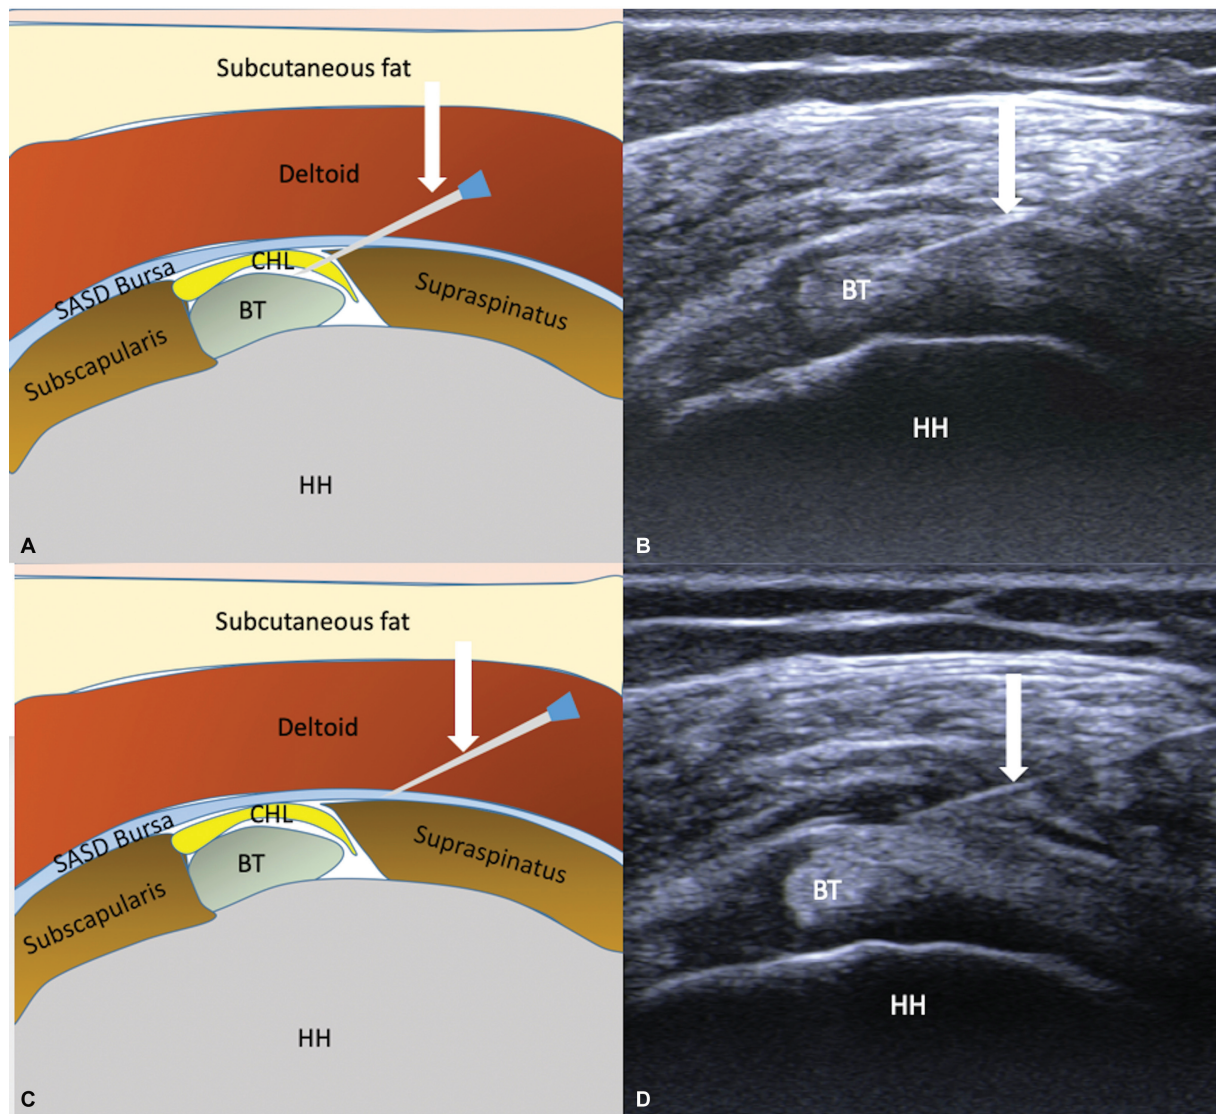 Subcutaneous fat
Deltoid
SASD Bursa
CHL
BT
Subscapularis
Supraspinatus
HH
A
BT
HH
B
Subcutaneous fat
Deltoid
SASD Bursa
CHL
BT
Subscapularis
Supraspinatus
HH
C
BT
HH
D